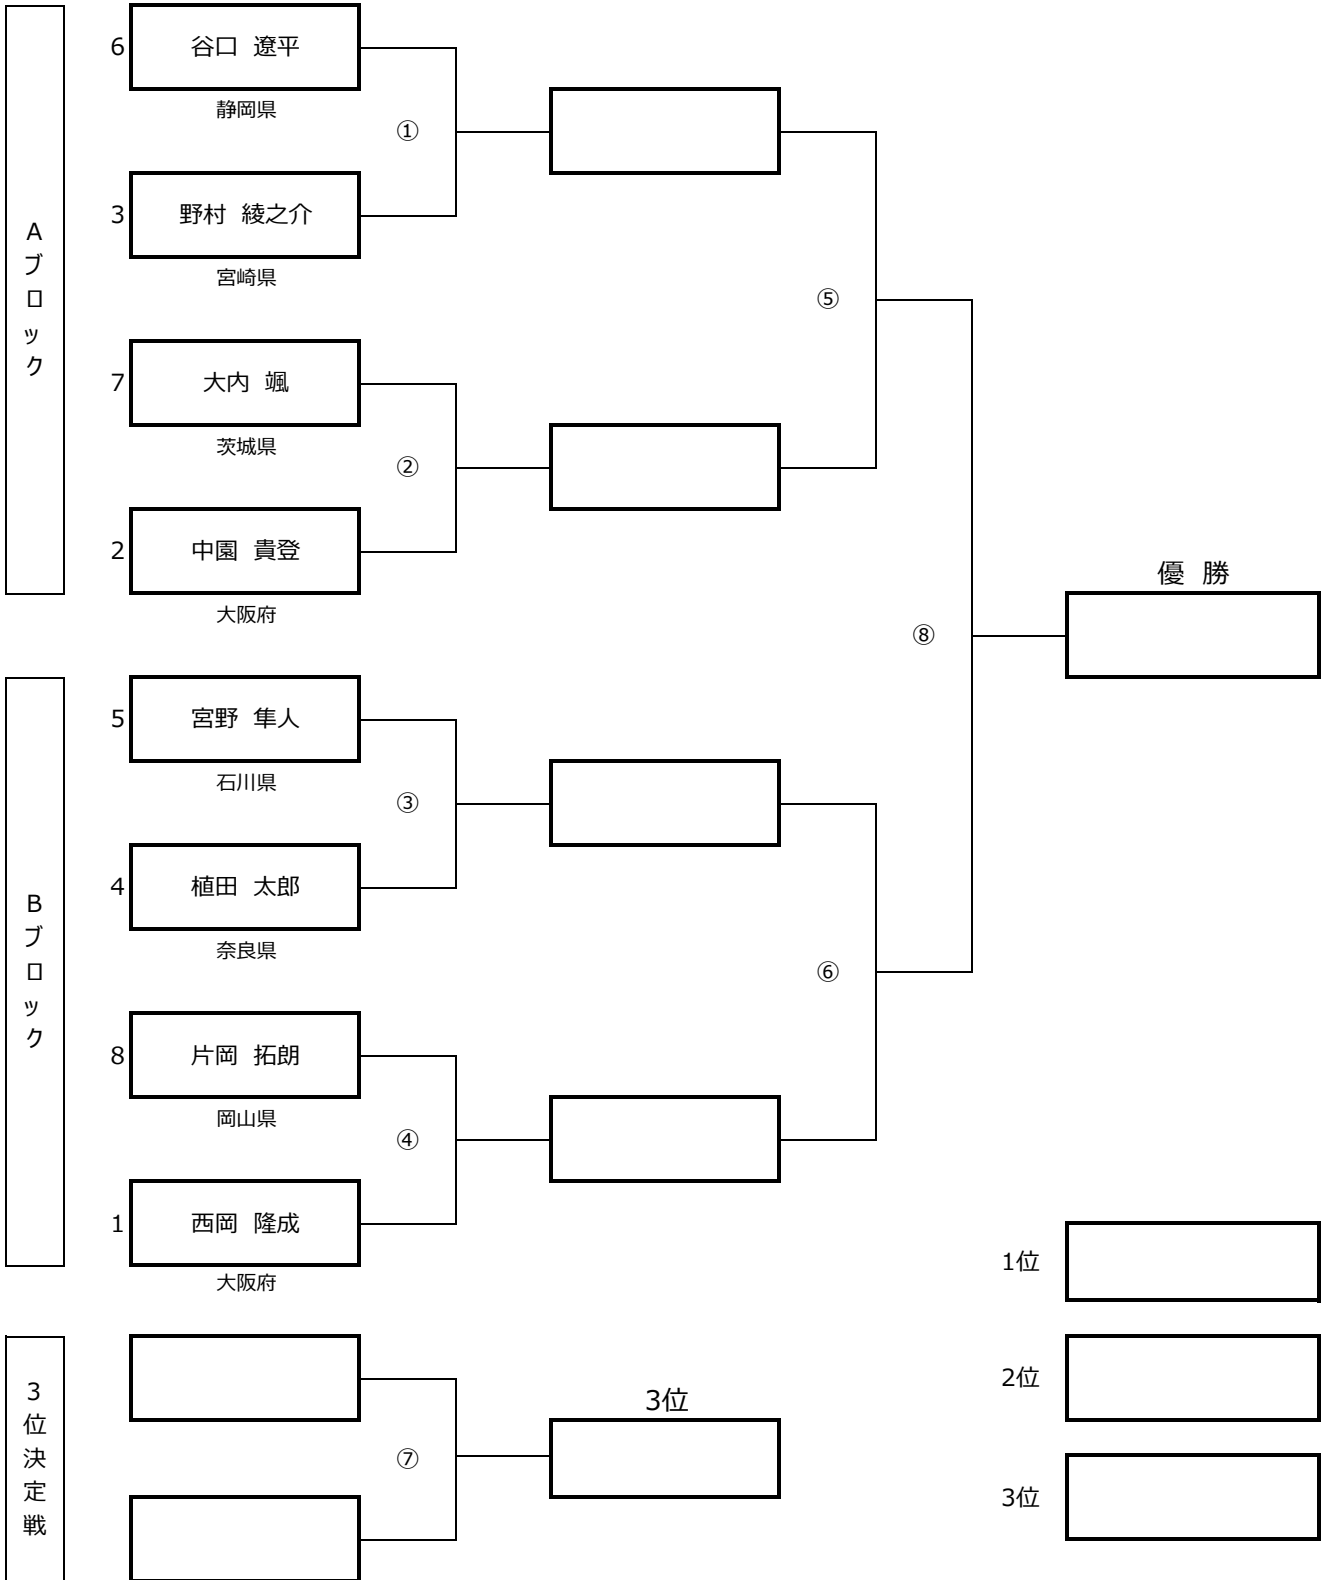 Aブロック
6 谷口 遼平
静岡県
①
3 野村 綾之介
宮崎県
⑤
7 大内 颯
茨城県
②
2 中園 貴登
大阪府
優 勝
⑧
Bブロック
5 宮野 隼人
石川県
③
4 植田 太郎
奈良県
⑥
8 片岡 拓朗
岡山県
④
1 西岡 隆成
大阪府
1位
3位決定戦
2位
3位
⑦
3位